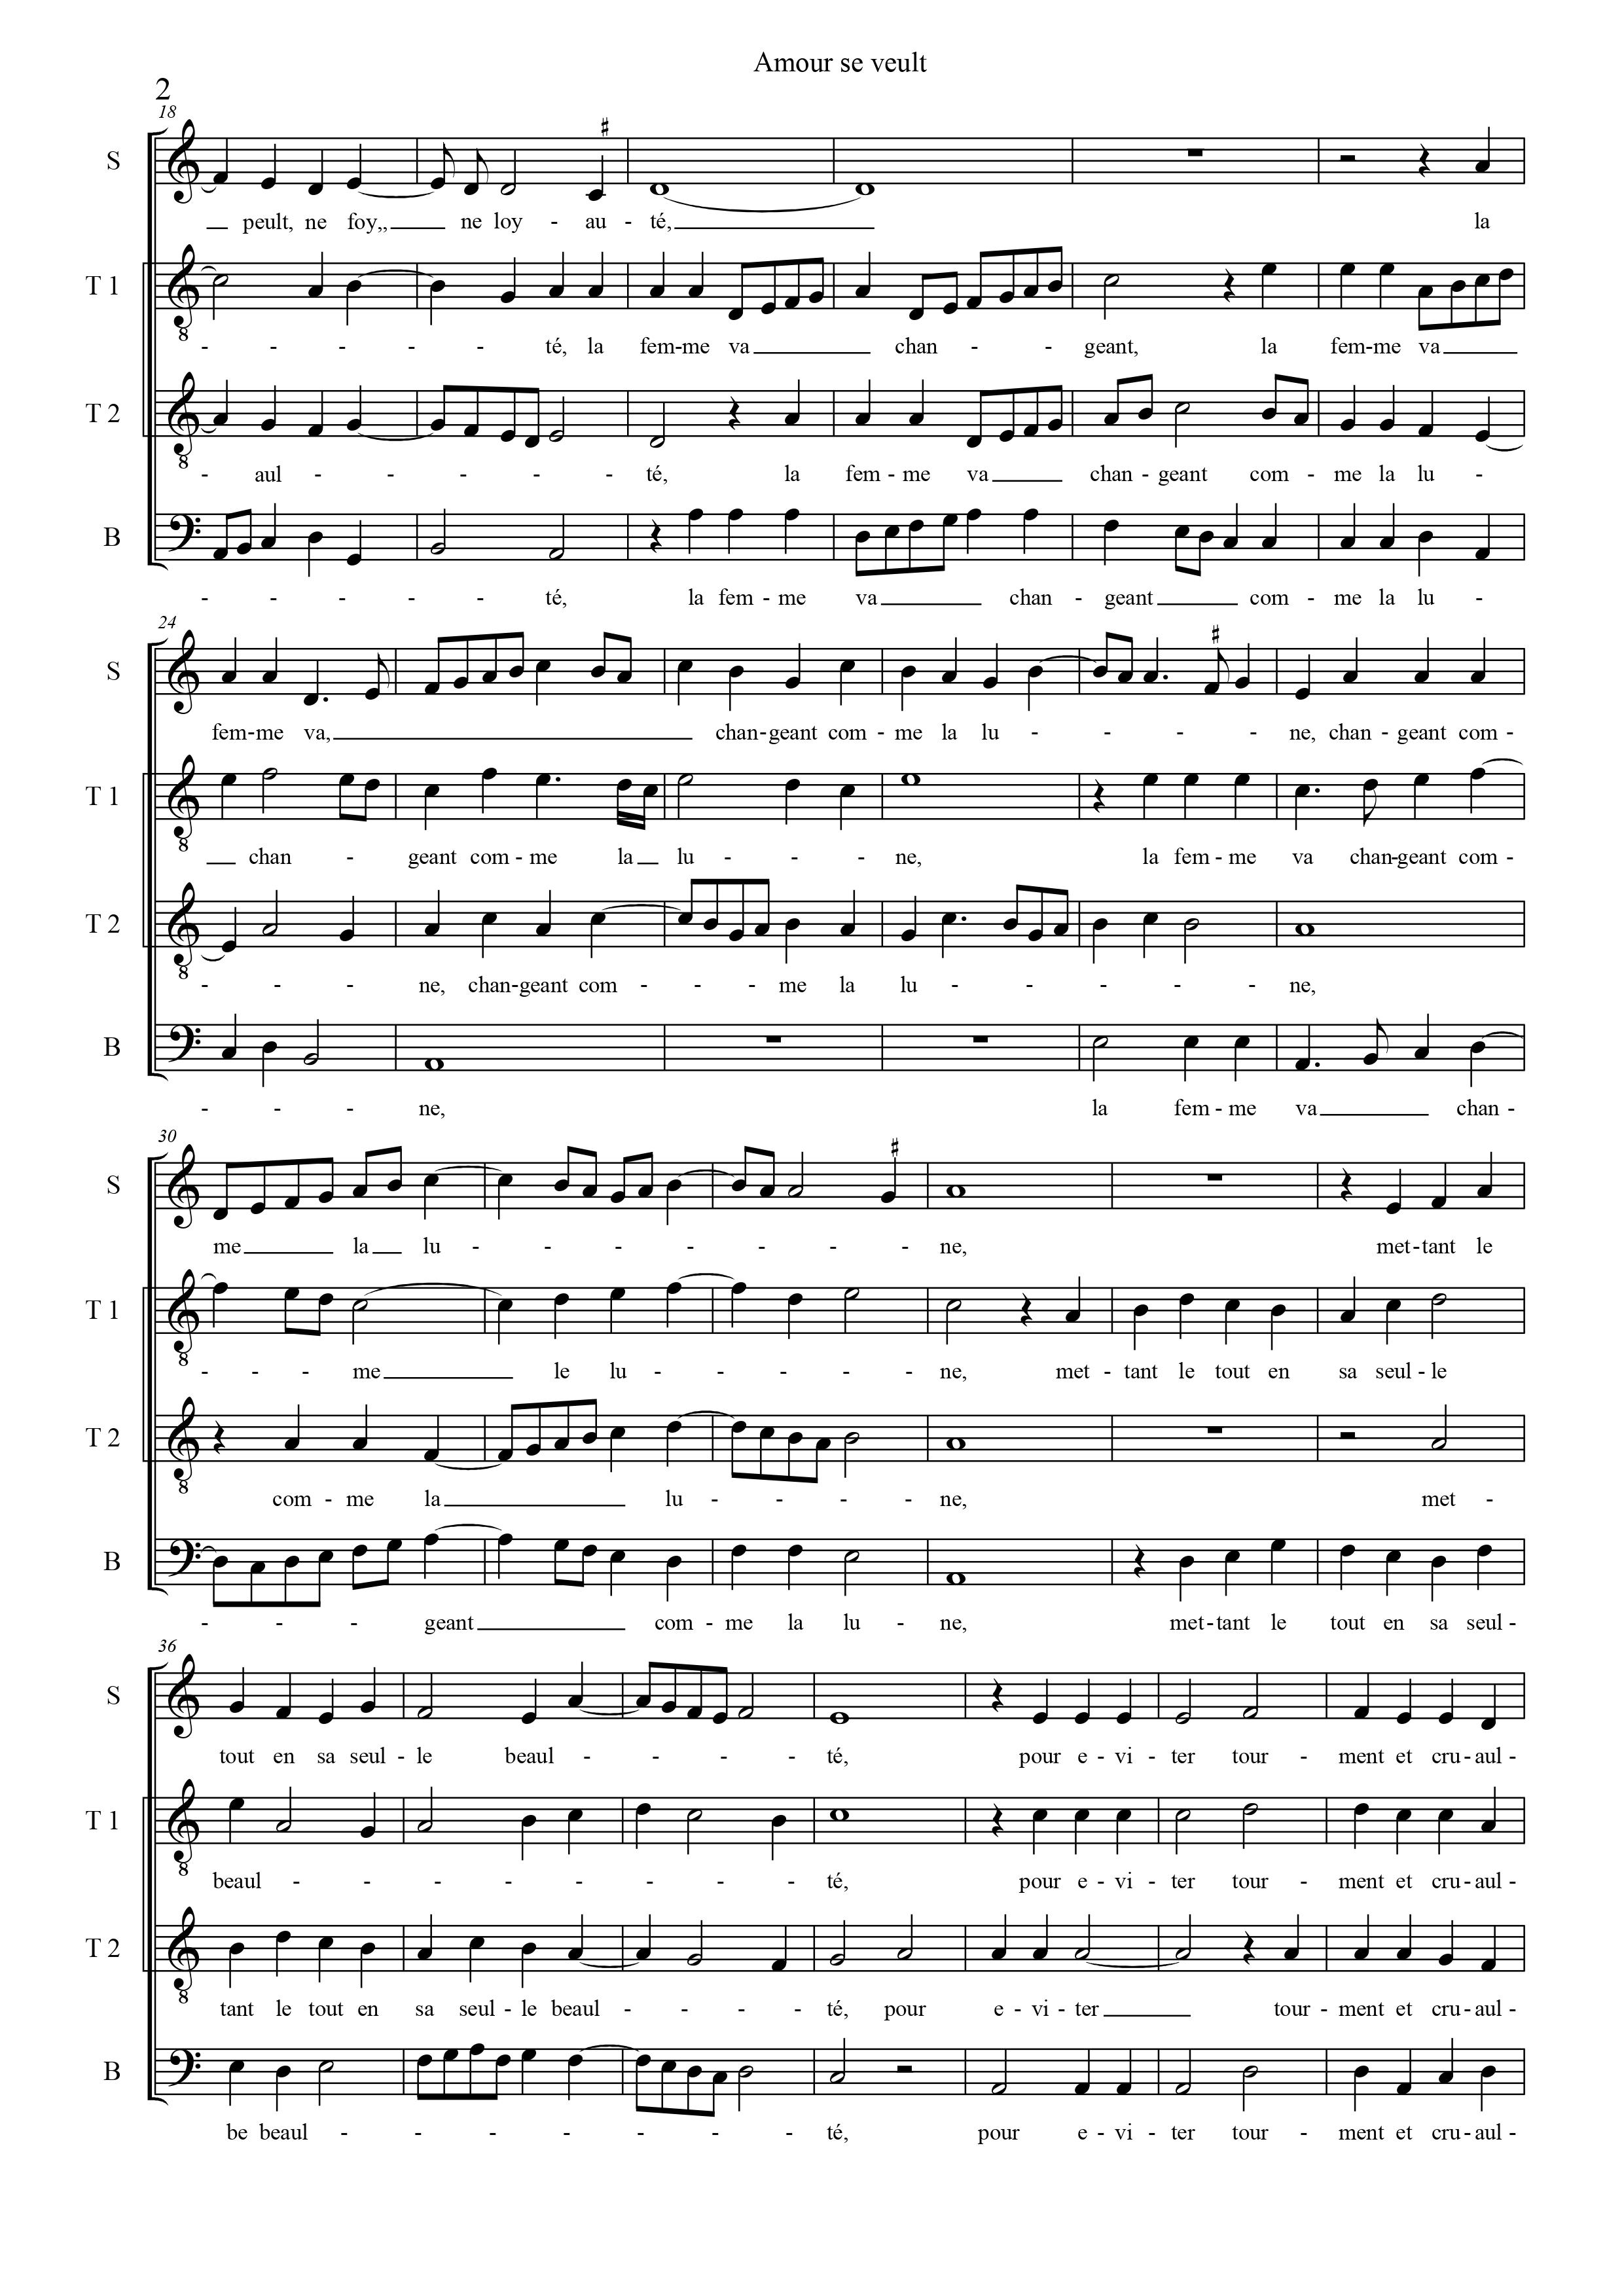 Amour se veult
2
18
S
peult, ne foy,, ne loy - au - té, la
T 1
- - - - - té, la fem-me va chan - - - geant, la fem-me va
T 2
- aul - - - - - té, la fem - me va chan - geant com - me la lu -
B
- - - - - té, la fem - me va chan - geant com - me la lu -
24
S
fem-me va, chan-geant com - me la lu - - - - ne, chan - geant com -
T 1
chan - geant com - me la lu - - - ne, la fem - me va chan-geant com -
T 2
- - - ne, chan-geant com - - - me la lu - - - - - ne,
B
- - - ne, la fem - me va chan -
30
S
me la lu - - - - - - - ne, met-tant le
T 1
- - - me le lu - - - - ne, met - tant le tout en sa seul - le
T 2
com - me la lu - - - - ne, met -
B
- - - geant com - me la lu - ne, met-tant le tout en sa seul -
36
S
tout en sa seul - le beaul - - - - - té, pour e - vi - ter tour - ment et cru-aul -
T 1
beaul - - - - - - - - té, pour e - vi - ter tour - ment et cru-aul -
T 2
tant le tout en sa seul - le beaul - - - - té, pour e - vi - ter tour - ment et cru-aul -
B
be beaul - - - - - - - té, pour e - vi - ter tour - ment et cru-aul -